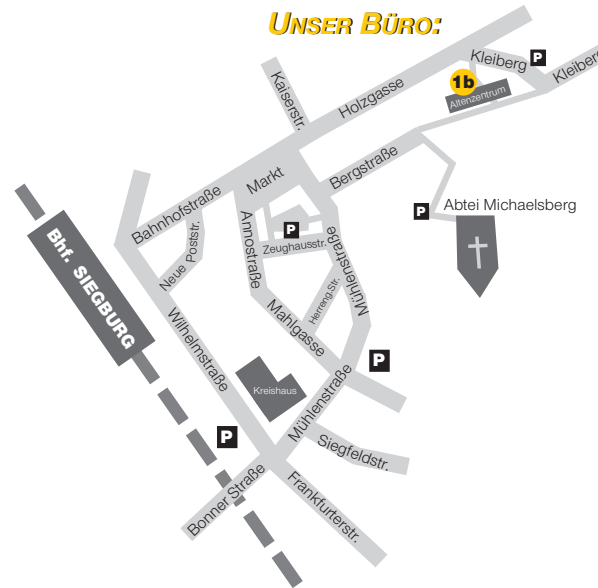 UNSER BÜRO:
Kleiberg
P
Kleiberg
1b
Altenzentrum
Kaiserstr.
Holzgasse
Markt
Bergstraße
Abtei Michaelsberg
P
Bahnhofstraße
Annostraße
P
Zeughausstr.
Mühlenstraße
Neue Poststr.
Bhf. SIEGBURG
Herreng.Str.
Mahlgasse
Wilhelmstraße
P
Kreishaus
Mühlenstraße
P
Siegfeldstr.
Bonner Straße
Frankfurterstr.